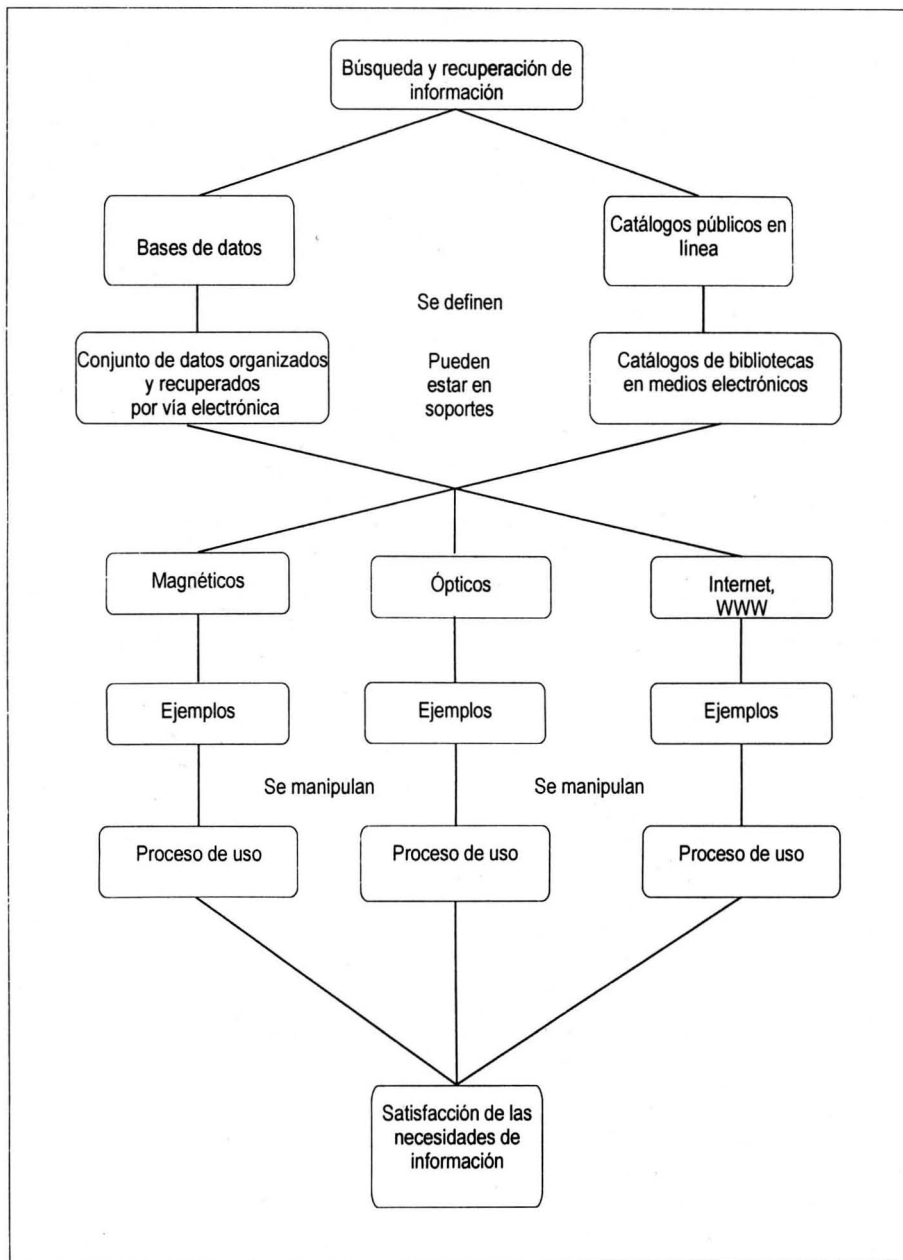 Búsqueda y recuperación de
información
Bases de datos
Catálogos públicos en
línea
Se definen
Conjunto de datos organizados
y recuperados
por vía electrónica
Pueden
estar en
soportes
Catálogos de bibliotecas
en medios electrónicos
Magnéticos
Ópticos
Internet,
WWW
Ejemplos
Ejemplos
Ejemplos
Se manipulan
Se manipulan
Proceso de uso
Proceso de uso
Proceso de uso
Satisfacción de las
necesidades de
información